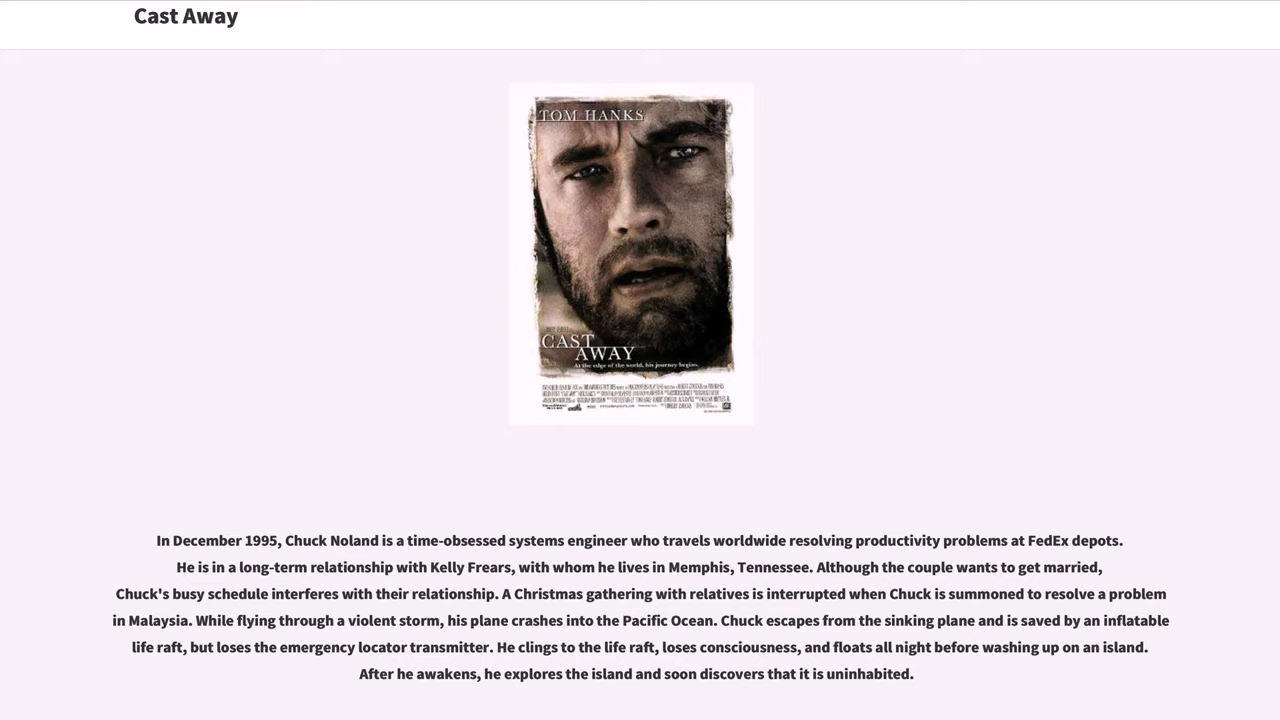 Cast Away
TOM HANKS
CAST
AWAY
At the edge of the world, his journey begins.
In December 1995, Chuck Noland is a time-obsessed systems engineer who travels worldwide resolving productivity problems at FedEx depots.
He is in a long-term relationship with Kelly Frears, with whom he lives in Memphis, Tennessee. Although the couple wants to get married,
Chuck's busy schedule interferes with their relationship. A Christmas gathering with relatives is interrupted when Chuck is summoned to resolve a problem
in Malaysia. While flying through a violent storm, his plane crashes into the Pacific Ocean. Chuck escapes from the sinking plane and is saved by an inflatable
life raft, but loses the emergency locator transmitter. He clings to the life raft, loses consciousness, and floats all night before washing up on an island.
After he awakens, he explores the island and soon discovers that it is uninhabited.